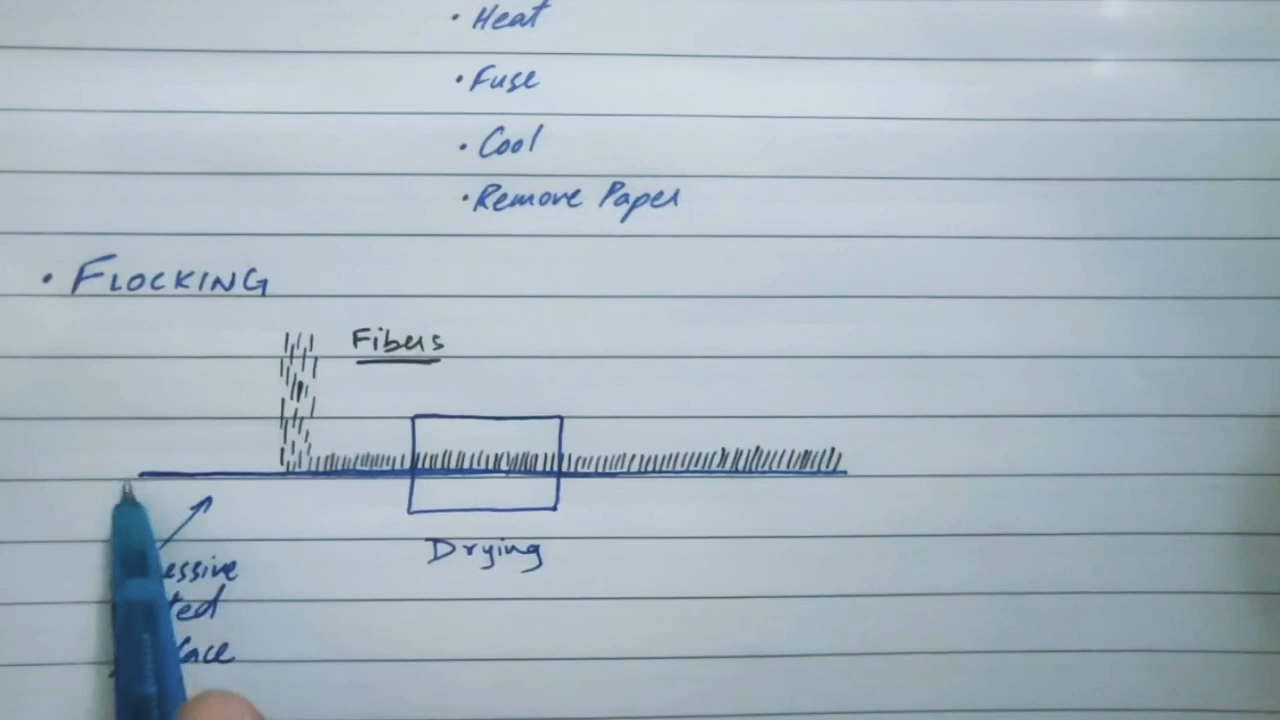 • Heat
• Fuse
• Cool
• Remove Paper
• FLOCKING
Fibers
Drying